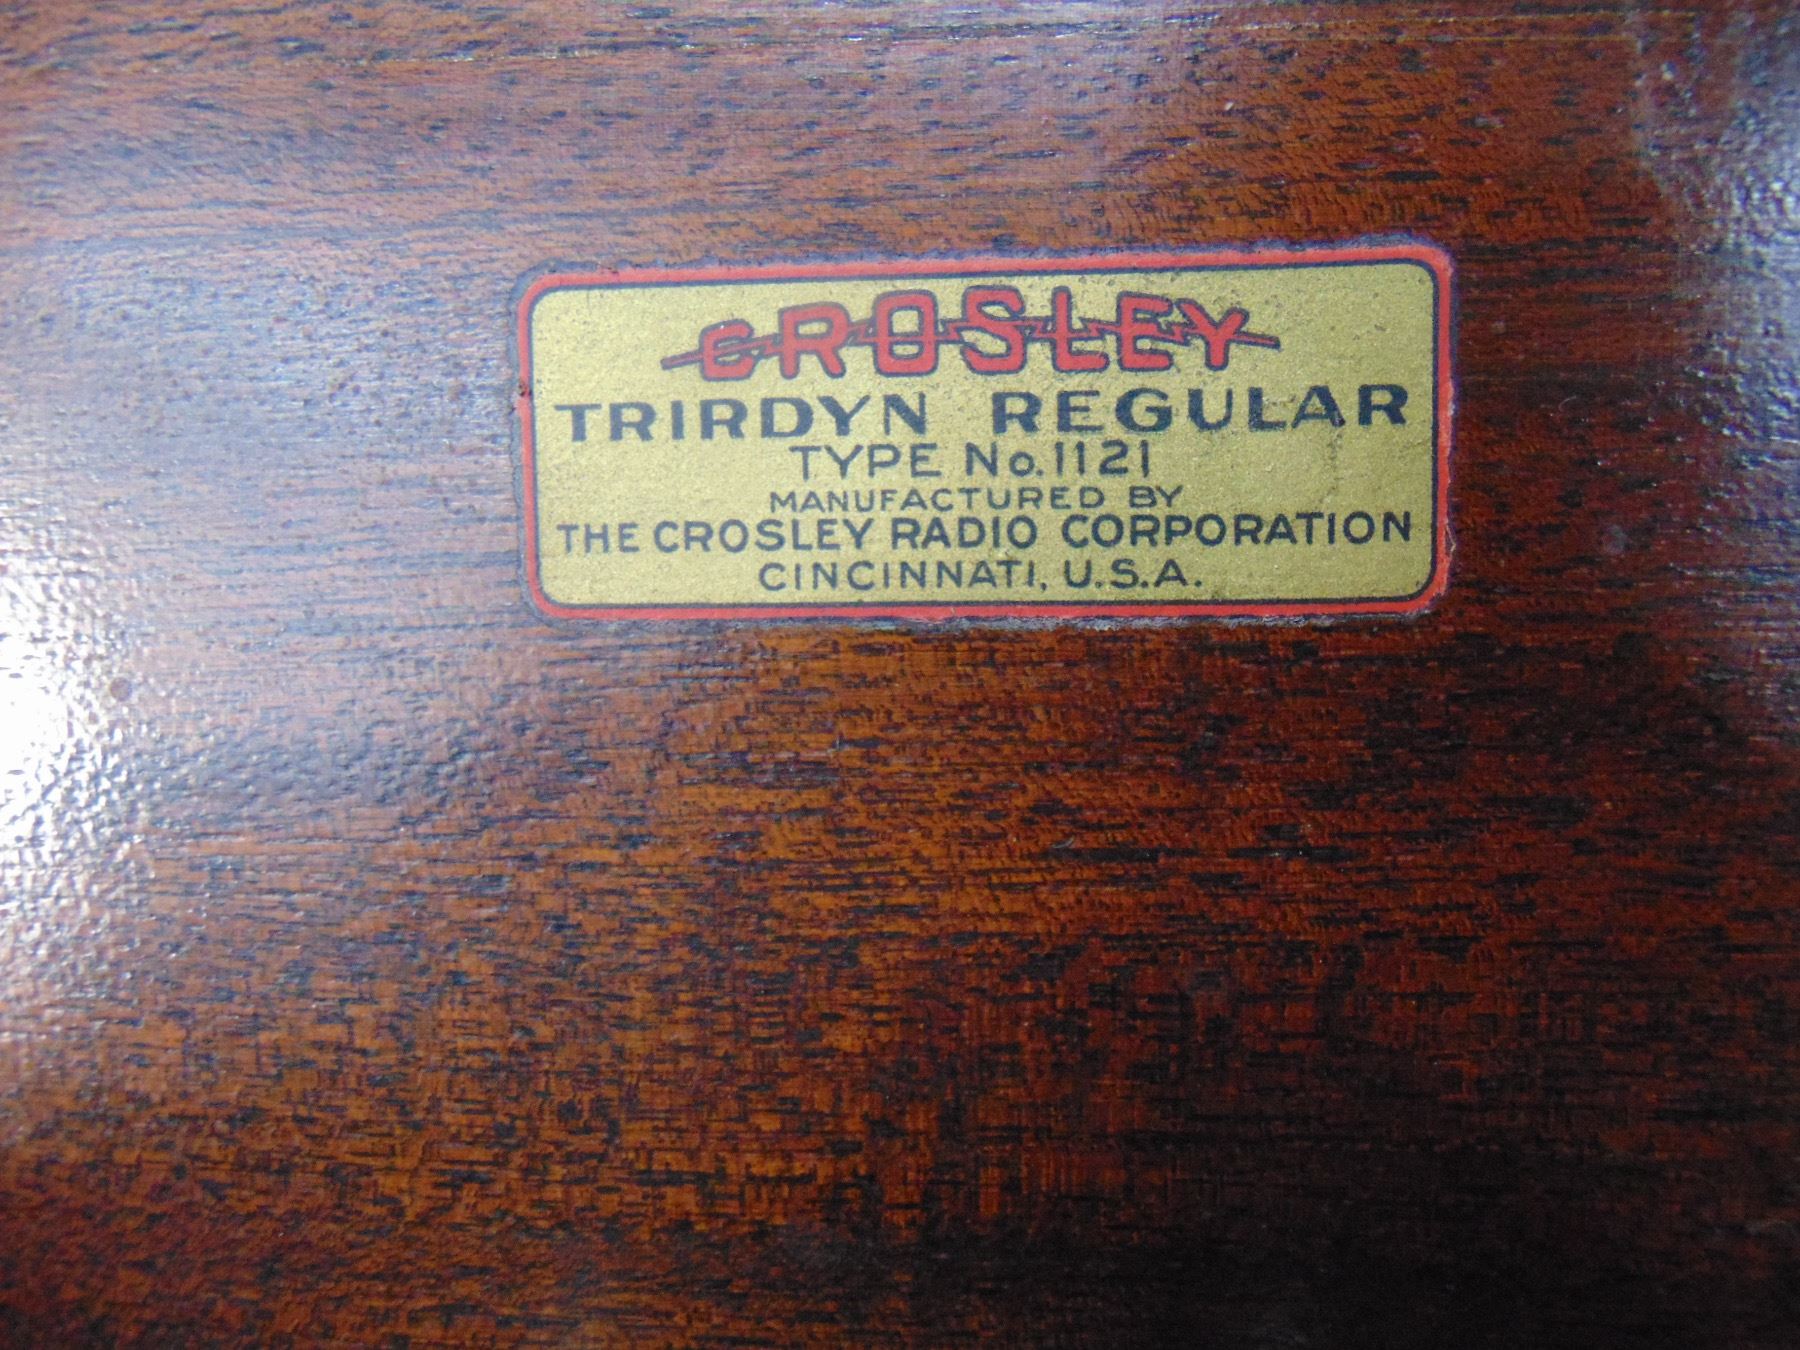 CROSLEY
TRIRDYN REGULAR
TYPE No. 1121
MANUFACTURED BY
THE CROSLEY RADIO CORPORATION
CINCINNATI, U.S.A.